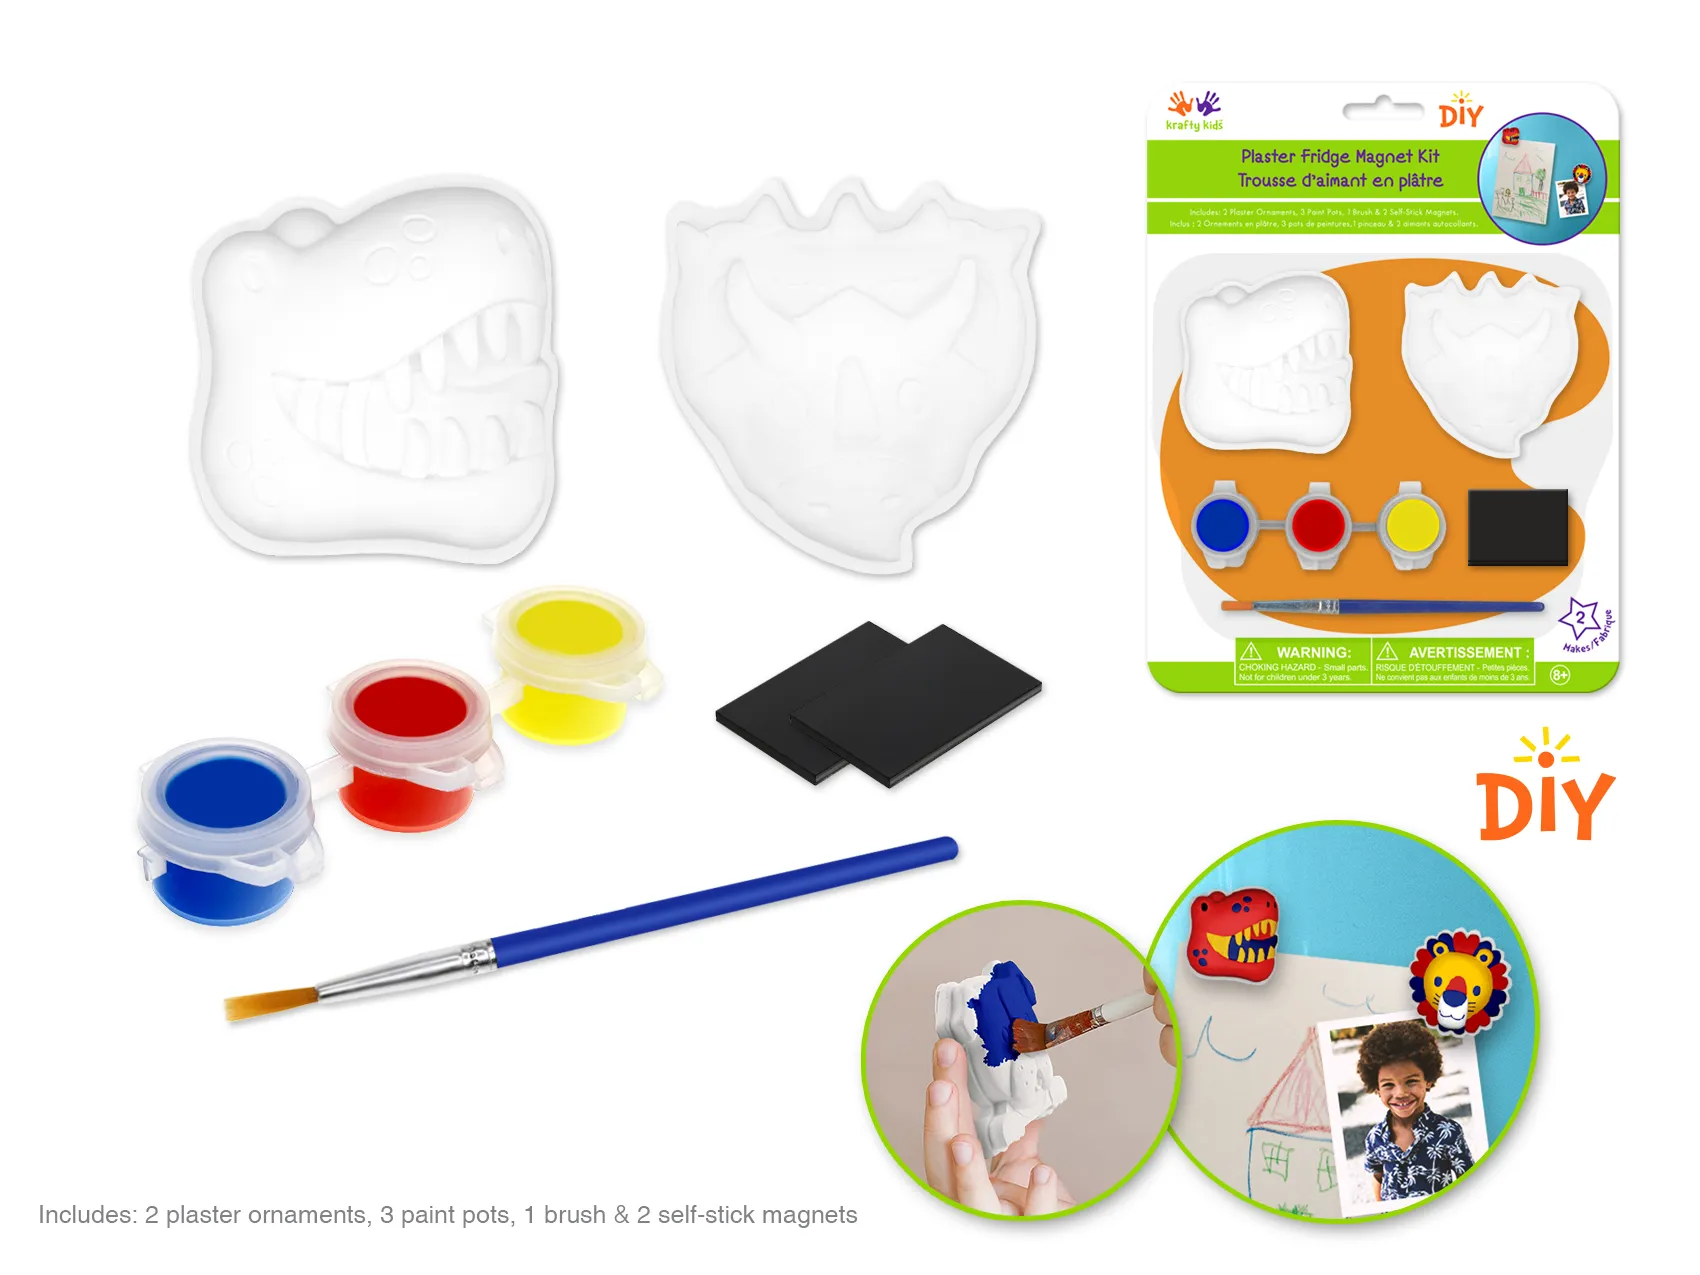 krafty kids
DiY
Plaster Fridge Magnet Kit
Trousse d'aimant en plâtre
Includes: 2 Plaster Ornaments, 3 Paint Pots, 1 Brush & 2 Self-Stick Magnets.
Inclus : 2 Ornements en plâtre, 3 pots de peintures, 1 pinceau & 2 aimants autocollants.
2
Makes/Fabrique
WARNING:
CHOKING HAZARD - Small parts.
Not for children under 3 years.
AVERTISSEMENT :
RISQUE D'ÉTOUFFEMENT - Petites pièces.
Ne convient pas aux enfants de moins de 3 ans.
8+
DiY
Includes: 2 plaster ornaments, 3 paint pots, 1 brush & 2 self-stick magnets